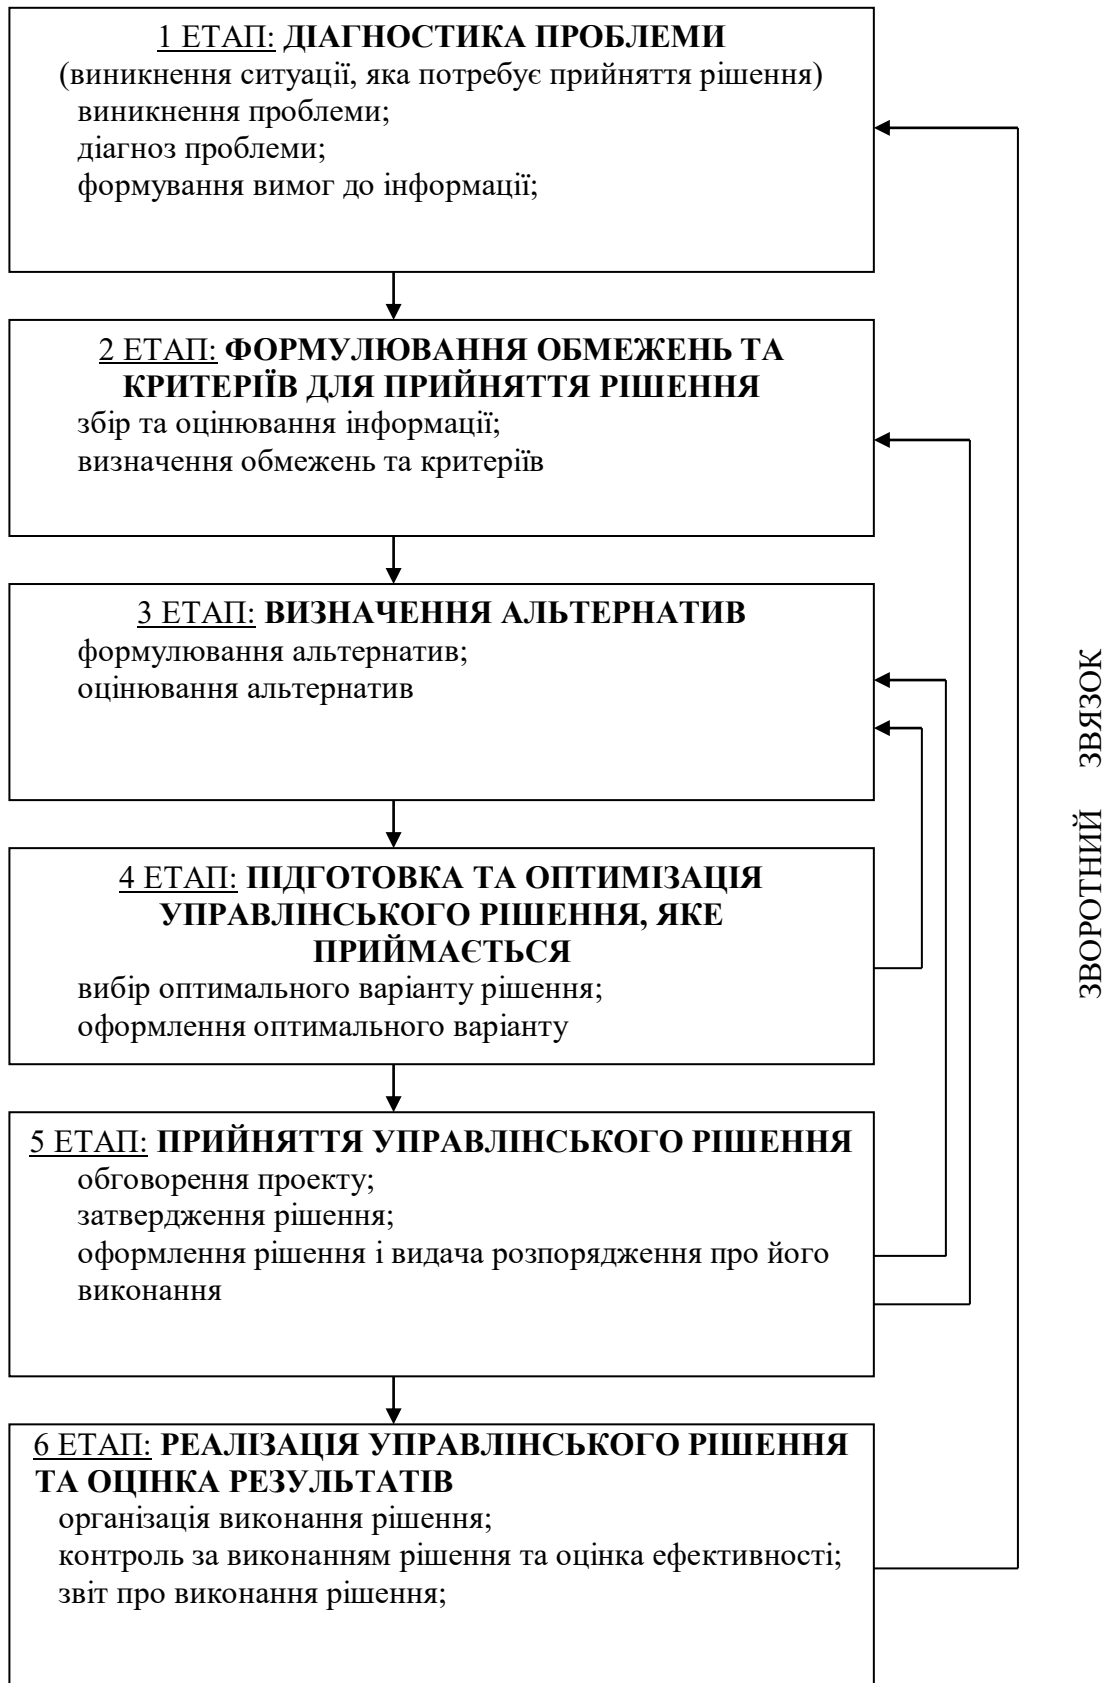 1 ЕТАП: ДІАГНОСТИКА ПРОБЛЕМИ
(виникнення ситуації, яка потребує прийняття рішення)
виникнення проблеми;
діагноз проблеми;
формування вимог до інформації;
2 ЕТАП: ФОРМУЛЮВАННЯ ОБМЕЖЕНЬ ТА
КРИТЕРІЇВ ДЛЯ ПРИЙНЯТТЯ РІШЕННЯ
збір та оцінювання інформації;
визначення обмежень та критеріїв
3 ЕТАП: ВИЗНАЧЕННЯ АЛЬТЕРНАТИВ
формулювання альтернатив;
оцінювання альтернатив
4 ЕТАП: ПІДГОТОВКА ТА ОПТИМІЗАЦІЯ
УПРАВЛІНСЬКОГО РІШЕННЯ, ЯКЕ
ПРИЙМАЄТЬСЯ
вибір оптимального варіанту рішення;
оформлення оптимального варіанту
5 ЕТАП: ПРИЙНЯТТЯ УПРАВЛІНСЬКОГО РІШЕННЯ
обговорення проекту;
затвердження рішення;
оформлення рішення і видача розпорядження про його
виконання
6 ЕТАП: РЕАЛІЗАЦІЯ УПРАВЛІНСЬКОГО РІШЕННЯ
ТА ОЦІНКА РЕЗУЛЬТАТІВ
організація виконання рішення;
контроль за виконанням рішення та оцінка ефективності;
звіт про виконання рішення;
ЗВОРОТНИЙ ЗВЯЗОК